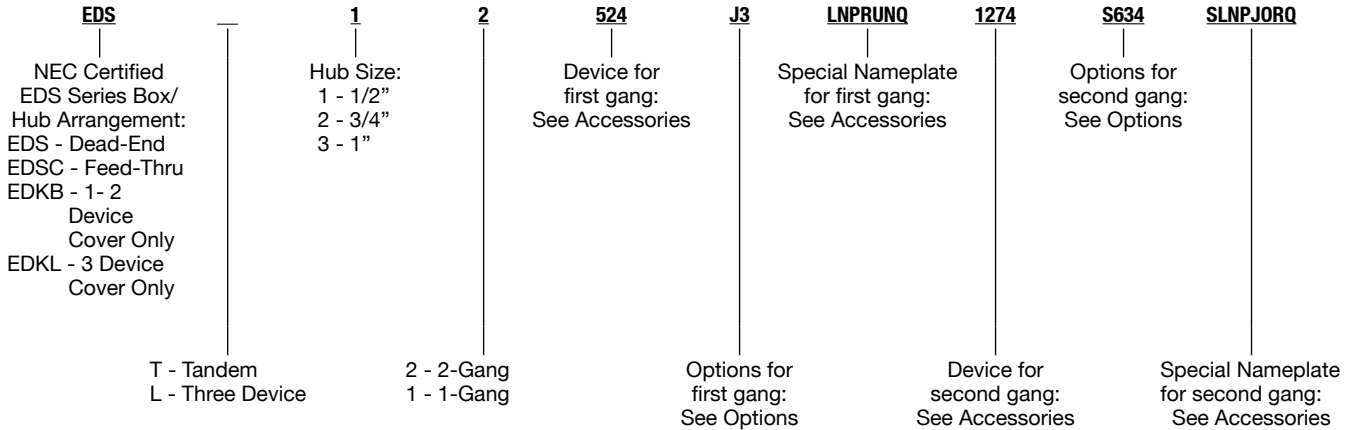 EDS __ 1 2 524 J3 LNPRUNQ 1274 S634 SLNPJORQ
NEC Certified
EDS Series Box/
Hub Arrangement:
EDS - Dead-End
EDSC - Feed-Thru
EDKB - 1- 2
Device
Cover Only
EDKL - 3 Device
Cover Only
Hub Size:
1 - 1/2”
2 - 3/4”
3 - 1”
Device for
first gang:
See Accessories
Special Nameplate
for first gang:
See Accessories
Options for
second gang:
See Options
T - Tandem
L - Three Device
2 - 2-Gang
1 - 1-Gang
Options for
first gang:
See Options
Device for
second gang:
See Accessories
Special Nameplate
for second gang:
See Accessories